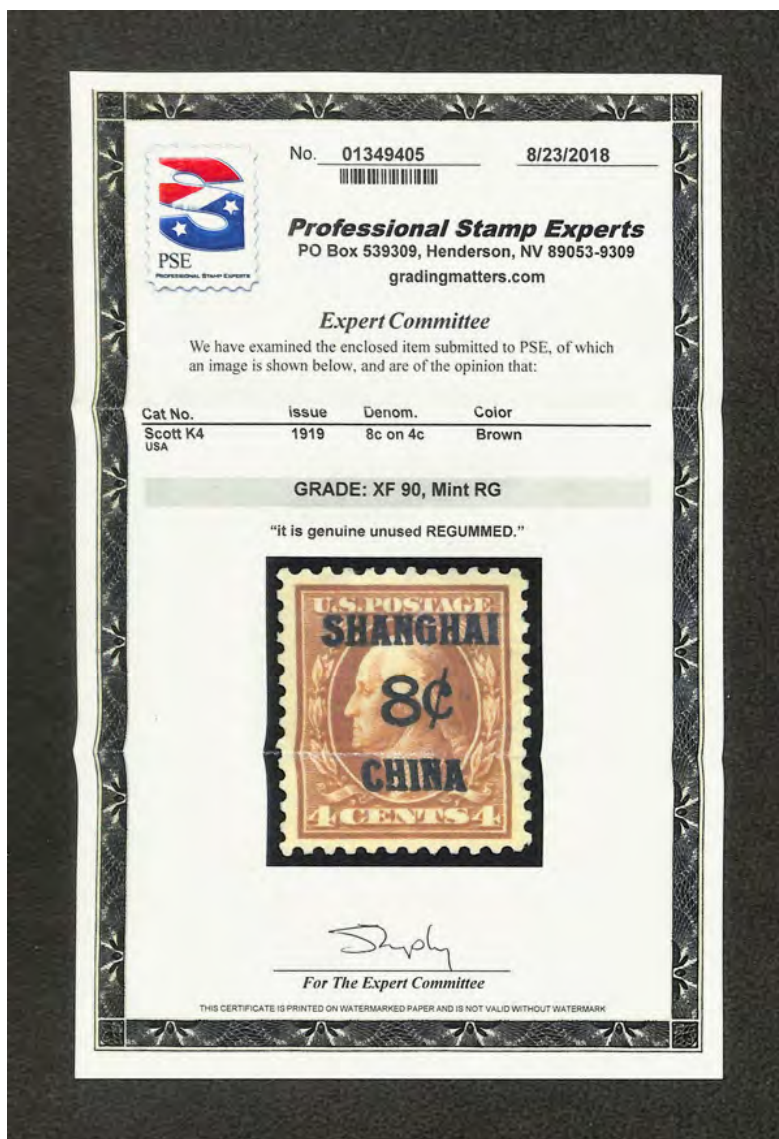 No. 01349405 8/23/2018
PSE
PROFESSIONAL STAMP EXPERTS
Professional Stamp Experts
PO Box 539309, Henderson, NV 89053-9309
gradingmatters.com
Expert Committee
We have examined the enclosed item submitted to PSE, of which
an image is shown below, and are of the opinion that:
Cat No. Issue Denom. Color
Scott K4 1919 8c on 4c Brown
USA
GRADE: XF 90, Mint RG
“it is genuine unused REGUMMED.”
U.S. POSTAGE
SHANGHAI
8¢
CHINA
4 CENTS 4
For The Expert Committee
THIS CERTIFICATE IS PRINTED ON WATERMARKED PAPER AND IS NOT VALID WITHOUT WATERMARK